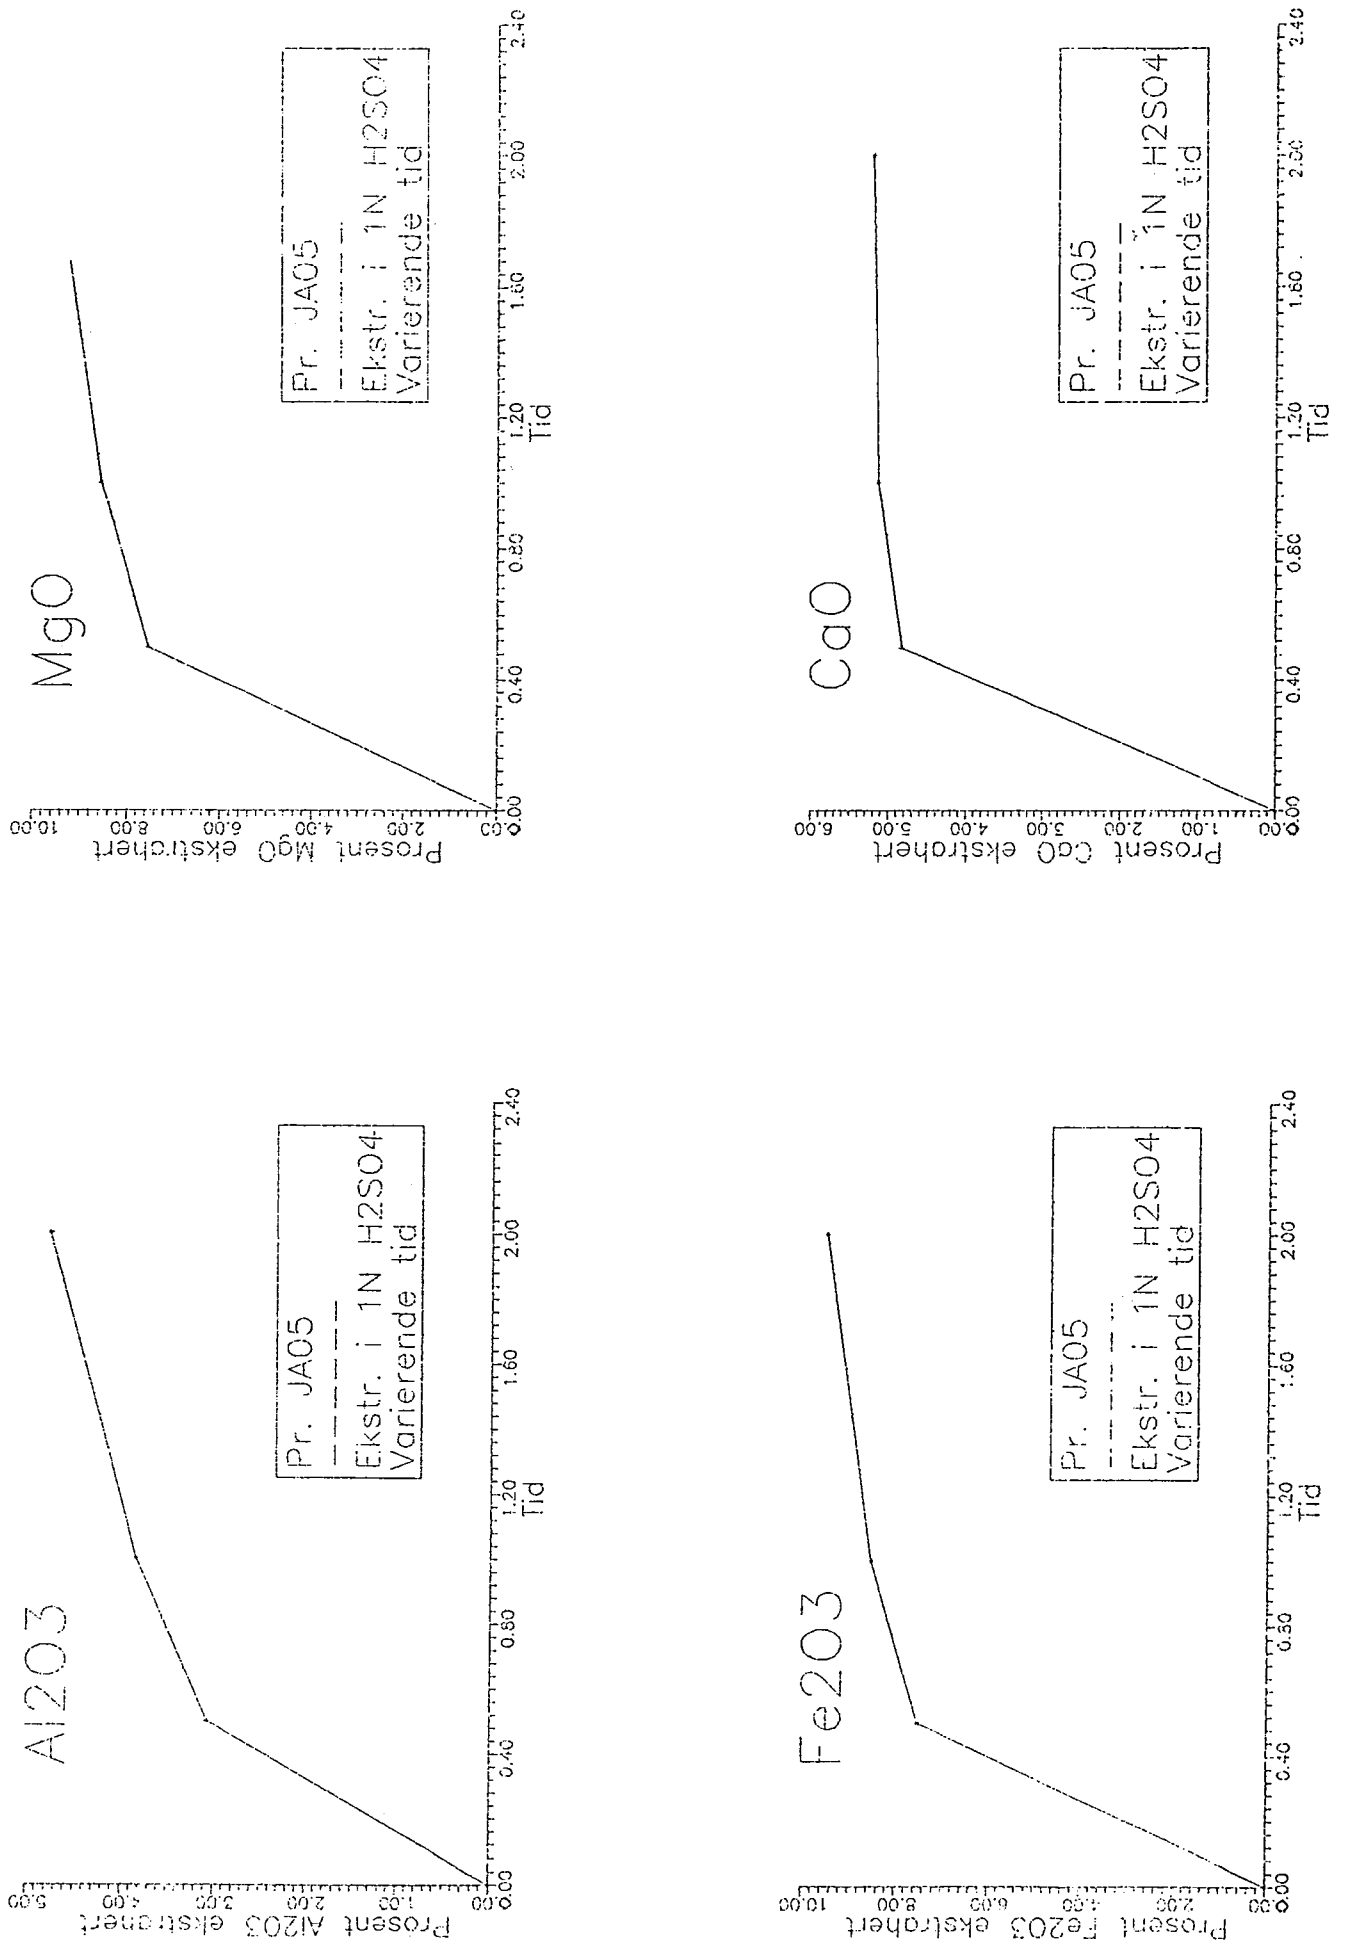 Al2O3
Prosent Al2O3 ekstrahert
5.00
4.00
3.00
2.00
1.00
0.00
0.00
0.40
0.80
1.20
1.60
2.00
2.40
Tid
Pr. JA05
Ekstr. i 1N H2SO4
Varierende tid
MgO
Prosent MgO ekstrahert
10.00
8.00
6.00
4.00
2.00
0.00
0.00
0.40
0.80
1.20
1.60
2.00
2.40
Tid
Pr. JA05
Ekstr. i 1N H2SO4
Varierende tid
Fe2O3
Prosent Fe2O3 ekstrahert
10.00
8.00
6.00
4.00
2.00
0.00
0.00
0.40
0.80
1.20
1.60
2.00
2.40
Tid
Pr. JA05
Ekstr. i 1N H2SO4
Varierende tid
CaO
Prosent CaO ekstrahert
6.00
5.00
4.00
3.00
2.00
1.00
0.00
0.00
0.40
0.80
1.20
1.60
2.00
2.40
Tid
Pr. JA05
Ekstr. i 1N H2SO4
Varierende tid